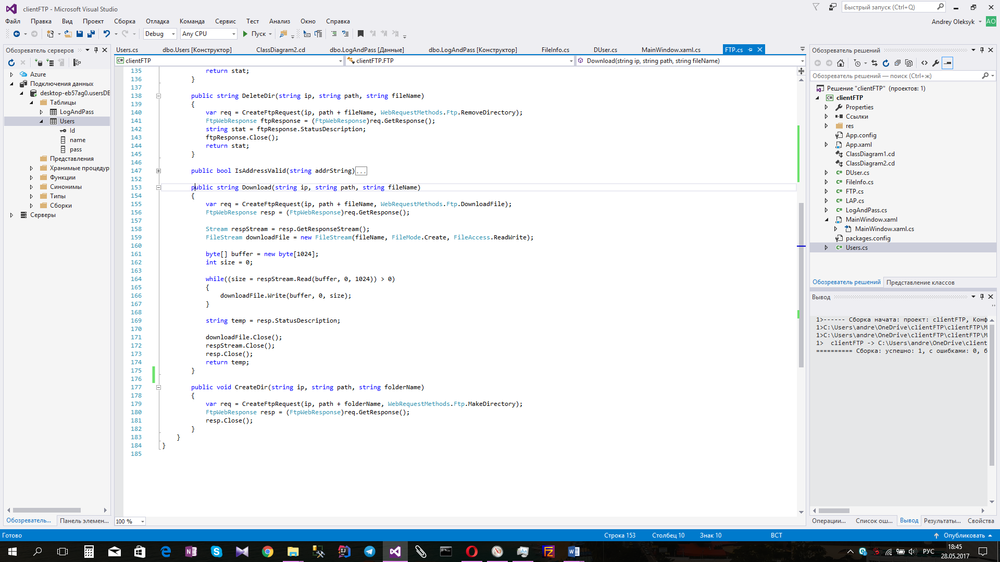 clientFTP - Microsoft Visual Studio
Быстрый запуск (Ctrl+Q)
Файл Правка Вид Проект Сборка Отладка Команда Сервис Тест Анализ Окно Справка
Andrey Oleksyk AO
Debug Any CPU Пуск
Обозреватель серверов
Azure
Подключения данных
desktop-eb57ag0.usersDB
Таблицы
LogAndPass
Users
Id
name
pass
Представления
Хранимые процедур
Функции
Синонимы
Типы
Сборки
Серверы
Обозреватель... Панель элемен...
Users.cs dbo.Users [Конструктор] ClassDiagram2.cd dbo.LogAndPass [Данные] dbo.LogAndPass [Конструктор] FileInfo.cs DUser.cs MainWindow.xaml.cs FTP.cs
clientFTP clientFTP.FTP Download(string ip, string path, string fileName)
135 return stat;
136 }
137
138 public string DeleteDir(string ip, string path, string fileName)
139 {
140 var req = CreateFtpRequest(ip, path + fileName, WebRequestMethods.Ftp.RemoveDirectory);
141 FtpWebResponse ftpResponse = (FtpWebResponse)req.GetResponse();
142 string stat = ftpResponse.StatusDescription;
143 ftpResponse.Close();
144 return stat;
145 }
146
147 public bool IsAddressValid(string addrString)...
152
153 public string Download(string ip, string path, string fileName)
154 {
155 var req = CreateFtpRequest(ip, path + fileName, WebRequestMethods.Ftp.DownloadFile);
156 FtpWebResponse resp = (FtpWebResponse)req.GetResponse();
157
158 Stream respStream = resp.GetResponseStream();
159 FileStream downloadFile = new FileStream(fileName, FileMode.Create, FileAccess.ReadWrite);
160
161 byte[] buffer = new byte[1024];
162 int size = 0;
163
164 while((size = respStream.Read(buffer, 0, 1024)) > 0)
165 {
166 downloadFile.Write(buffer, 0, size);
167 }
168
169 string temp = resp.StatusDescription;
170
171 downloadFile.Close();
172 respStream.Close();
173 resp.Close();
174 return temp;
175 }
176
177 public void CreateDir(string ip, string path, string folderName)
178 {
179 var req = CreateFtpRequest(ip, path + folderName, WebRequestMethods.Ftp.MakeDirectory);
180 FtpWebResponse resp = (FtpWebResponse)req.GetResponse();
181 resp.Close();
182 }
183 }
184 }
185
100 %
Обозреватель решений
Обозреватель решений — поиск (Ctrl+ж)
Решение "clientFTP" (проектов: 1)
clientFTP
Properties
Ссылки
res
App.config
App.xaml
ClassDiagram1.cd
ClassDiagram2.cd
DUser.cs
FileInfo.cs
FTP.cs
LAP.cs
LogAndPass.cs
MainWindow.xaml
MainWindow.xaml.cs
packages.config
Users.cs
Обозреватель решений Представление классов
Вывод
1>------ Сборка начата: проект: clientFTP, Конф
1>C:\Users\andre\OneDrive\clientFTP\clientFTP\M
1>C:\Users\andre\OneDrive\clientFTP\clientFTP\M
1> clientFTP -> C:\Users\andre\OneDrive\client
========== Сборка: успешно: 1, с ошибками: 0, б
Операции... Список ош... Вывод Результаты... Свойства
Готово Строка 153 Столбец 10 Знак 10 ВСТ Опубликовать
РУС
18:45
28.05.2017